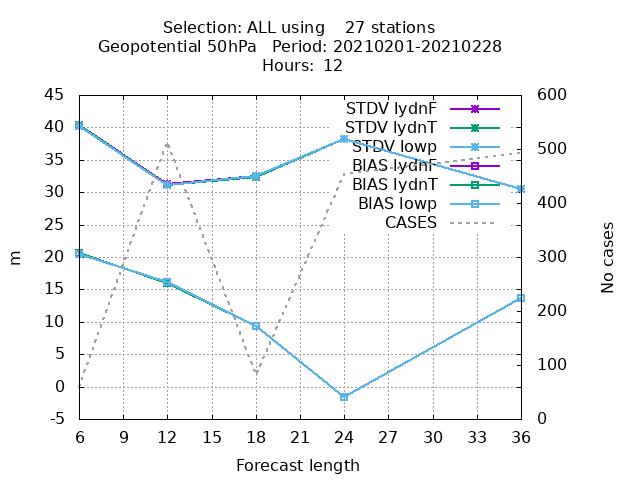 Selection: ALL using    27 stations
Geopotential 50hPa   Period: 20210201-20210228
Hours:  12
45
40
35
30
25
20
15
10
5
0
-5
m
600
500
400
300
200
100
0
No cases
STDV lydnF
STDV lydnT
STDV lowp
BIAS lydnF
BIAS lydnT
BIAS lowp
CASES
6 9 12 15 18 21 24 27 30 33 36
Forecast length